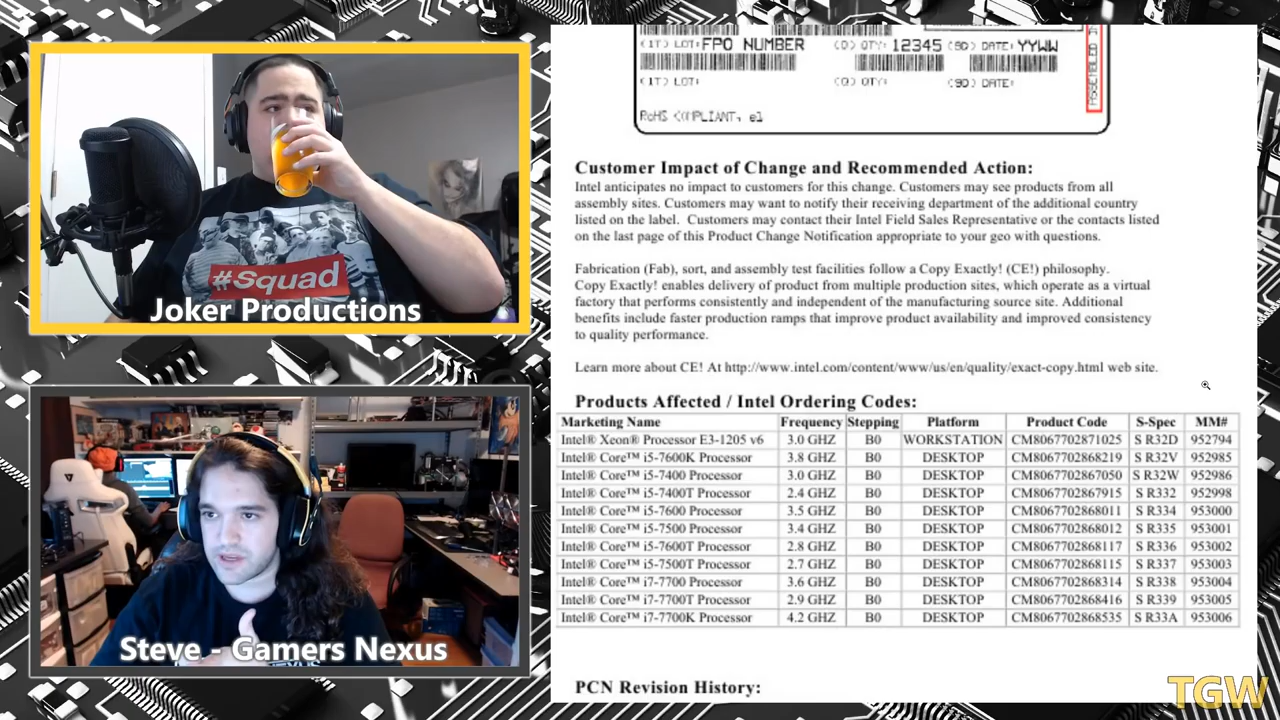 #Squad
Joker Productions
Steve - Gamers Nexus
(1T) LOT: FPO NUMBER (Q) QTY: 12345 (9D) DATE: YYWW
(1T) LOT: (Q) QTY: (9D) DATE:
RoHS COMPLIANT, e1
Customer Impact of Change and Recommended Action:
Intel anticipates no impact to customers for this change. Customers may see products from all
assembly sites. Customers may want to notify their receiving department of the additional country
listed on the label. Customers may contact their Intel Field Sales Representative or the contacts listed
on the last page of this Product Change Notification appropriate to your geo with questions.
Fabrication (Fab), sort, and assembly test facilities follow a Copy Exactly! (CE!) philosophy.
Copy Exactly! enables delivery of product from multiple production sites, which operate as a virtual
factory that performs consistently and independent of the manufacturing source site. Additional
benefits include faster production ramps that improve product availability and improved consistency
to quality performance.
Learn more about CE! At http://www.intel.com/content/www/us/en/quality/exact-copy.html web site.
Products Affected / Intel Ordering Codes:
Marketing Name Frequency Stepping Platform Product Code S-Spec MM#
Intel® Xeon® Processor E3-1205 v6 3.0 GHZ B0 WORKSTATION CM8067702871025 S R32D 952794
Intel® Core™ i5-7600K Processor 3.8 GHZ B0 DESKTOP CM8067702868219 S R32V 952985
Intel® Core™ i5-7400 Processor 3.0 GHZ B0 DESKTOP CM8067702867050 S R32W 952986
Intel® Core™ i5-7400T Processor 2.4 GHZ B0 DESKTOP CM8067702867915 S R332 952998
Intel® Core™ i5-7600 Processor 3.5 GHZ B0 DESKTOP CM8067702868011 S R334 953000
Intel® Core™ i5-7500 Processor 3.4 GHZ B0 DESKTOP CM8067702868012 S R335 953001
Intel® Core™ i5-7600T Processor 2.8 GHZ B0 DESKTOP CM8067702868117 S R336 953002
Intel® Core™ i5-7500T Processor 2.7 GHZ B0 DESKTOP CM8067702868115 S R337 953003
Intel® Core™ i7-7700 Processor 3.6 GHZ B0 DESKTOP CM8067702868314 S R338 953004
Intel® Core™ i7-7700T Processor 2.9 GHZ B0 DESKTOP CM8067702868416 S R339 953005
Intel® Core™ i7-7700K Processor 4.2 GHZ B0 DESKTOP CM8067702868535 S R33A 953006
PCN Revision History:
TGW